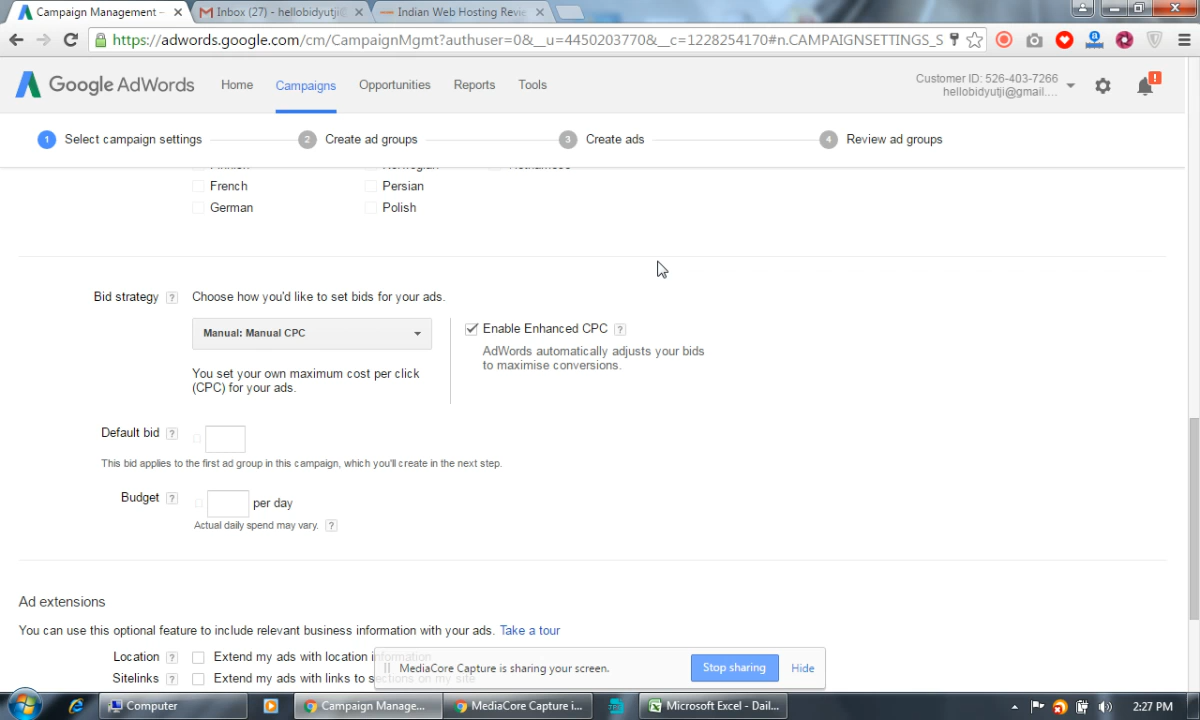 Campaign Management –
Inbox (27) - hellobidyutji@
Indian Web Hosting Revie
https://adwords.google.com/cm/CampaignMgmt?authuser=0&__u=4450203770&__c=1228254170#n.CAMPAIGNSETTINGS_S
Google AdWords
Home
Campaigns
Opportunities
Reports
Tools
Customer ID: 526-403-7266
hellobidyutji@gmail....
!
1 Select campaign settings
2 Create ad groups
3 Create ads
4 Review ad groups
French
Persian
German
Polish
Bid strategy ?
Choose how you'd like to set bids for your ads.
Manual: Manual CPC
Enable Enhanced CPC ?
AdWords automatically adjusts your bids
to maximise conversions.
You set your own maximum cost per click
(CPC) for your ads.
Default bid ?
This bid applies to the first ad group in this campaign, which you'll create in the next step.
Budget ?
per day
Actual daily spend may vary. ?
Ad extensions
You can use this optional feature to include relevant business information with your ads. Take a tour
Location ?
Extend my ads with location information
Sitelinks ?
Extend my ads with links to sections on my site
MediaCore Capture is sharing your screen.
Stop sharing
Hide
Computer
Campaign Manage...
MediaCore Capture i...
Microsoft Excel - Dail...
2:27 PM